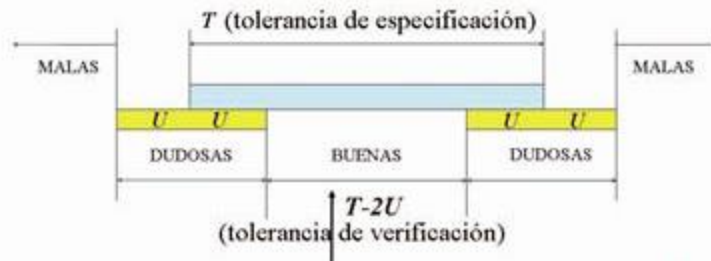 T (tolerancia de especificación)
MALAS
MALAS
U U
U U
DUDOSAS
BUENAS
DUDOSAS
T-2U
(tolerancia de verificación)